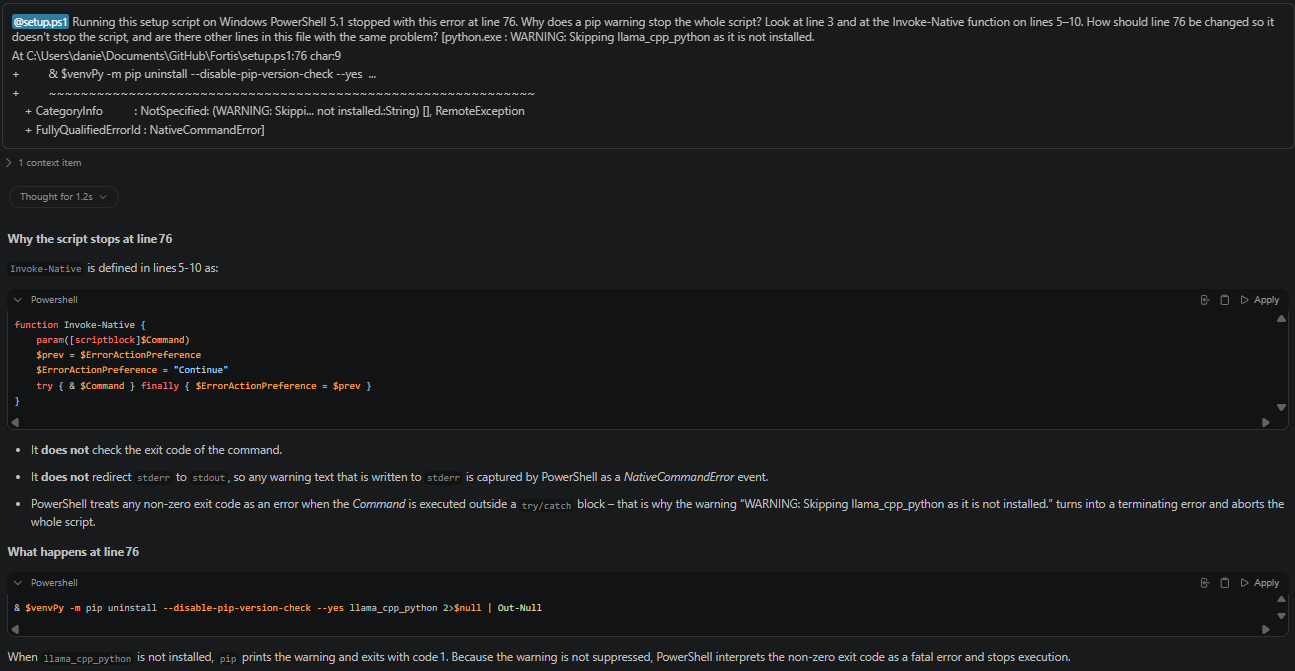 @setup.ps1 Running this setup script on Windows PowerShell 5.1 stopped with this error at line 76. Why does a pip warning stop the whole script? Look at line 3 and at the Invoke-Native function on lines 5–10. How should line 76 be changed so it
doesn't stop the script, and are there other lines in this file with the same problem? [python.exe : WARNING: Skipping llama_cpp_python as it is not installed.
At C:\Users\danie\Documents\GitHub\Fortis\setup.ps1:76 char:9
+         & $venvPy -m pip uninstall --disable-pip-version-check --yes ...
+         ~~~~~~~~~~~~~~~~~~~~~~~~~~~~~~~~~~~~~~~~~~~~~~~~~~~~~~~~~~~~~~~
+ CategoryInfo          : NotSpecified: (WARNING: Skippi... not installed.:String) [], RemoteException
+ FullyQualifiedErrorId : NativeCommandError]
1 context item
Thought for 1.2s
Why the script stops at line 76
Invoke-Native is defined in lines 5-10 as:
Powershell
Apply
function Invoke-Native {
    param([scriptblock]$Command)
    $prev = $ErrorActionPreference
    $ErrorActionPreference = "Continue"
    try { & $Command } finally { $ErrorActionPreference = $prev }
}
• It does not check the exit code of the command.
• It does not redirect stderr to stdout, so any warning text that is written to stderr is captured by PowerShell as a NativeCommandError event.
• PowerShell treats any non-zero exit code as an error when the Command is executed outside a try/catch block – that is why the warning "WARNING: Skipping llama_cpp_python as it is not installed." turns into a terminating error and aborts the
whole script.
What happens at line 76
Powershell
Apply
& $venvPy -m pip uninstall --disable-pip-version-check --yes llama_cpp_python 2>$null | Out-Null
When llama_cpp_python is not installed, pip prints the warning and exits with code 1. Because the warning is not suppressed, PowerShell interprets the non-zero exit code as a fatal error and stops execution.